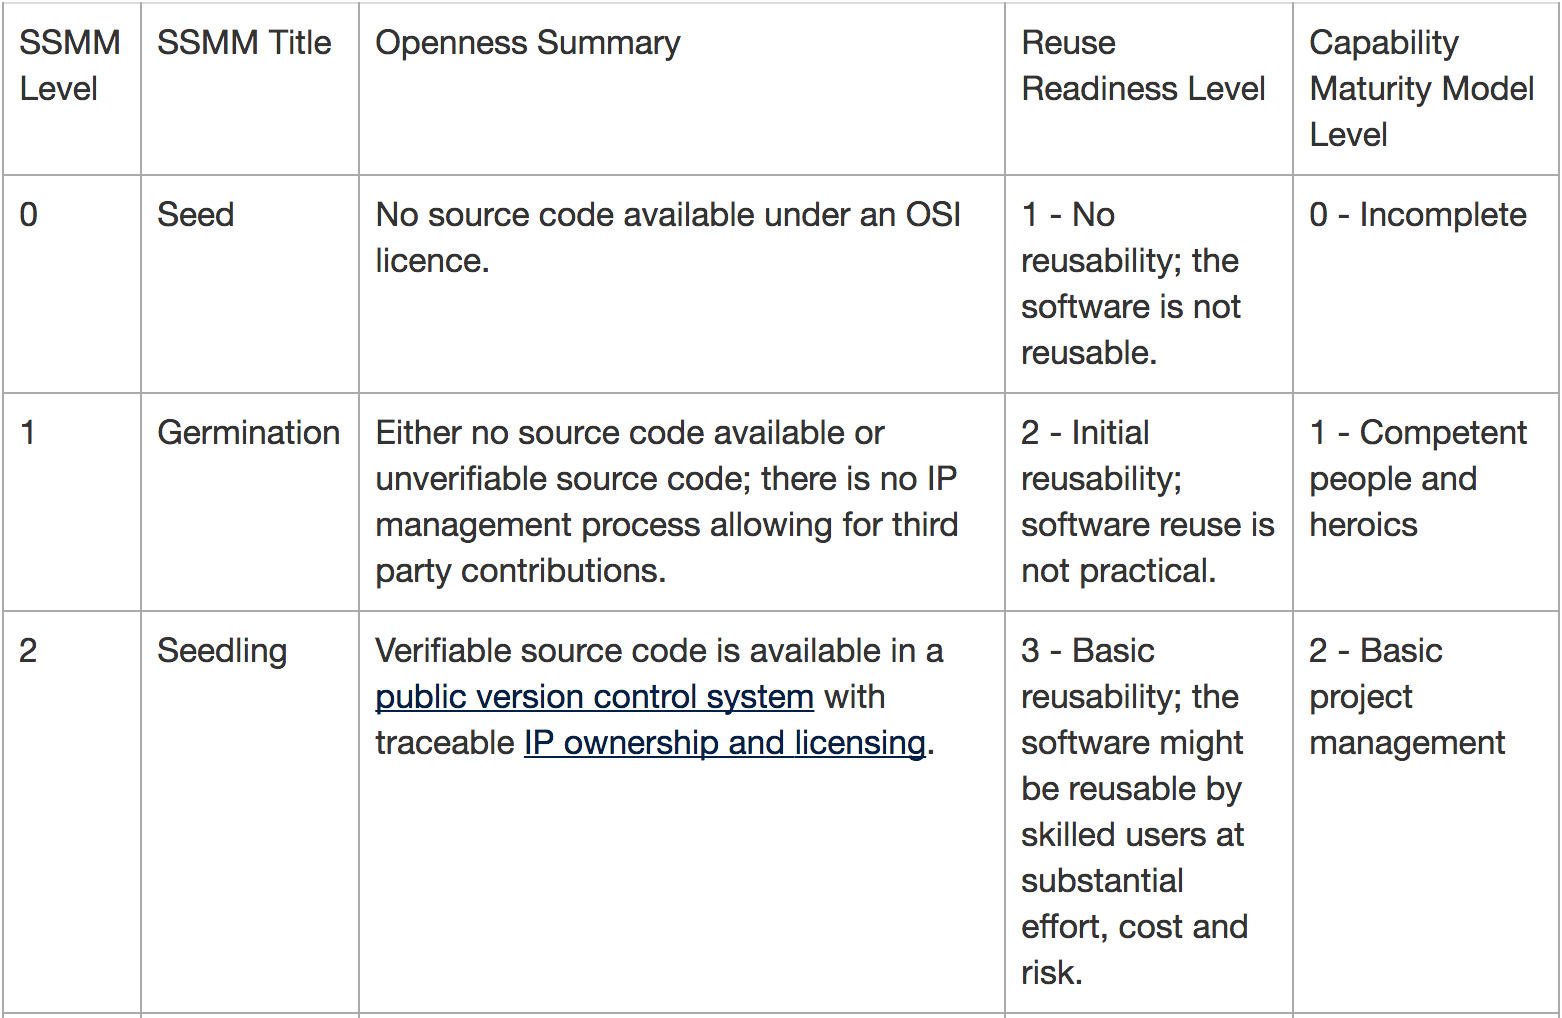 SSMM
Level
SSMM Title
Openness Summary
Reuse
Readiness Level
Capability
Maturity Model
Level
0
Seed
No source code available under an OSI
licence.
1 - No
reusability; the
software is not
reusable.
0 - Incomplete
1
Germination
Either no source code available or
unverifiable source code; there is no IP
management process allowing for third
party contributions.
2 - Initial
reusability;
software reuse is
not practical.
1 - Competent
people and
heroics
2
Seedling
Verifiable source code is available in a
public version control system with
traceable IP ownership and licensing.
3 - Basic
reusability; the
software might
be reusable by
skilled users at
substantial
effort, cost and
risk.
2 - Basic
project
management